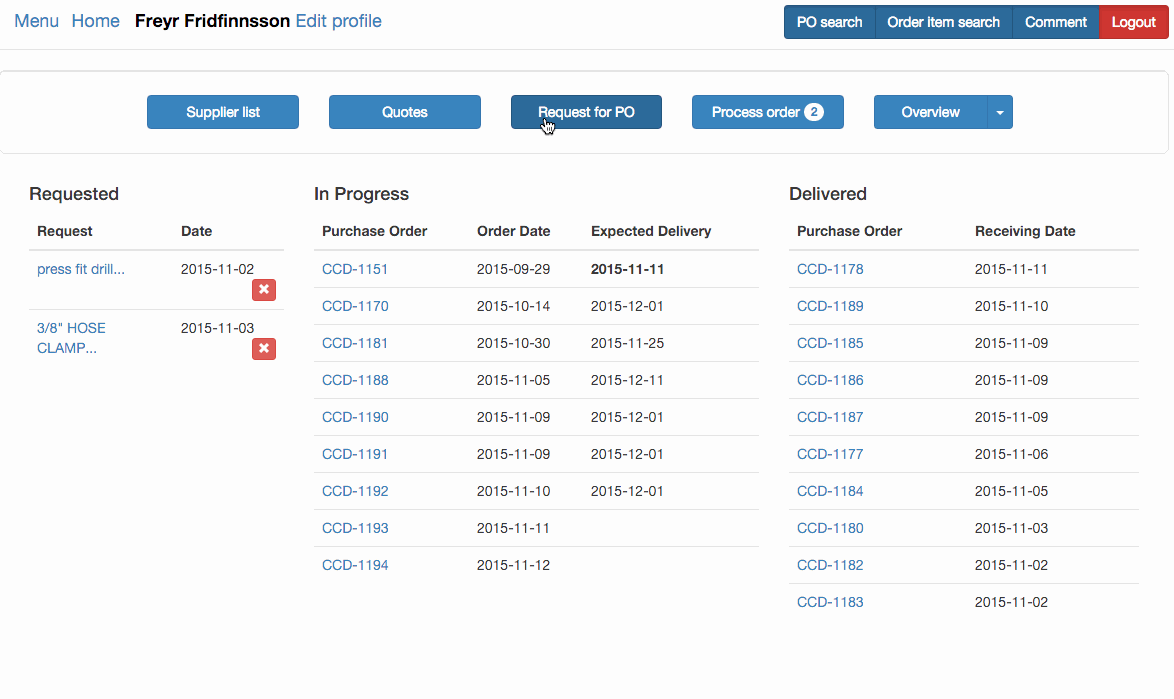 Menu Home Freyr Fridfinnsson Edit profile PO search Order item search Comment Logout
Supplier list Quotes Request for PO Process order 2 Overview
Requested
Request Date
press fit drill... 2015-11-02
3/8" HOSE 2015-11-03
CLAMP...
In Progress
Purchase Order Order Date Expected Delivery
CCD-1151 2015-09-29 2015-11-11
CCD-1170 2015-10-14 2015-12-01
CCD-1181 2015-10-30 2015-11-25
CCD-1188 2015-11-05 2015-12-11
CCD-1190 2015-11-09 2015-12-01
CCD-1191 2015-11-09 2015-12-01
CCD-1192 2015-11-10 2015-12-01
CCD-1193 2015-11-11
CCD-1194 2015-11-12
Delivered
Purchase Order Receiving Date
CCD-1178 2015-11-11
CCD-1189 2015-11-10
CCD-1185 2015-11-09
CCD-1186 2015-11-09
CCD-1187 2015-11-09
CCD-1177 2015-11-06
CCD-1184 2015-11-05
CCD-1180 2015-11-03
CCD-1182 2015-11-02
CCD-1183 2015-11-02